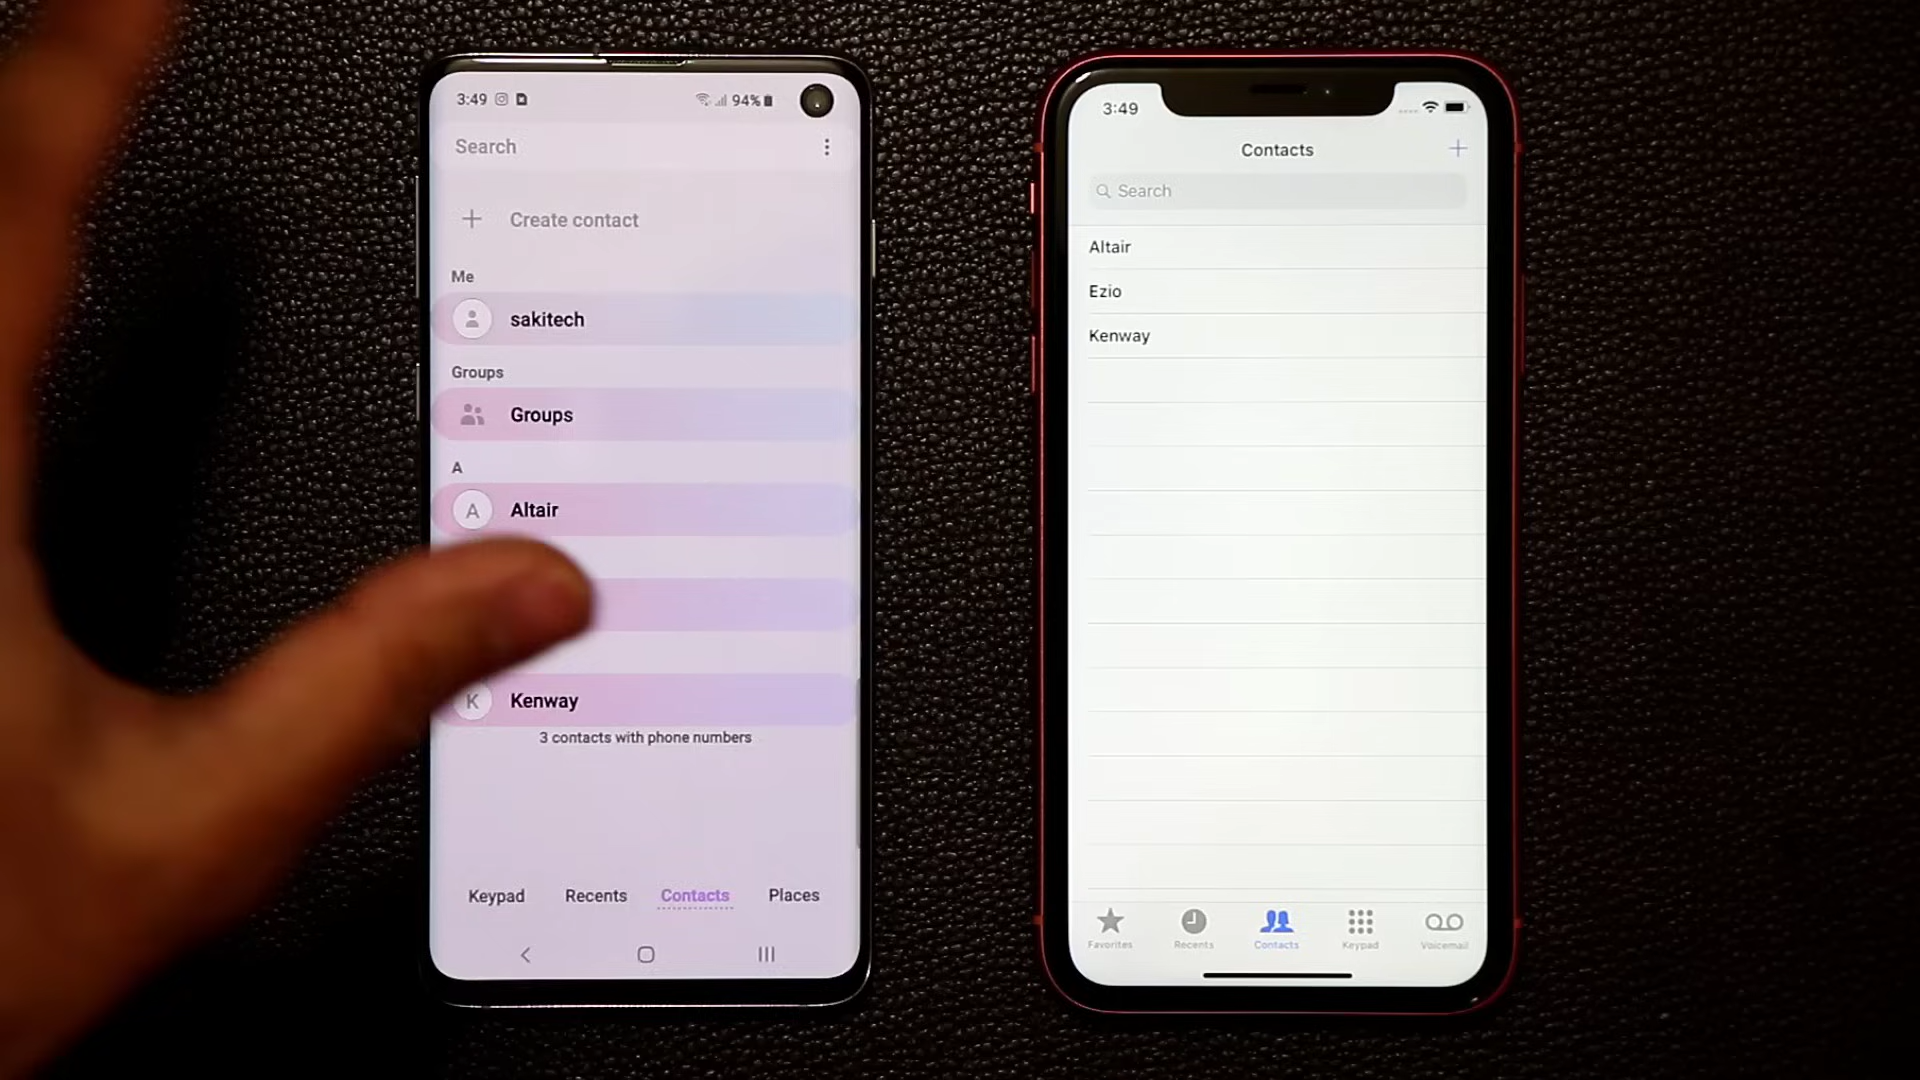 3:49
94%
Search
Create contact
Me
sakitech
Groups
Groups
A
A
Altair
K
Kenway
3 contacts with phone numbers
Keypad
Recents
Contacts
Places
3:49
Contacts
Search
Altair
Ezio
Kenway
Favorites
Recents
Contacts
Keypad
Voicemail